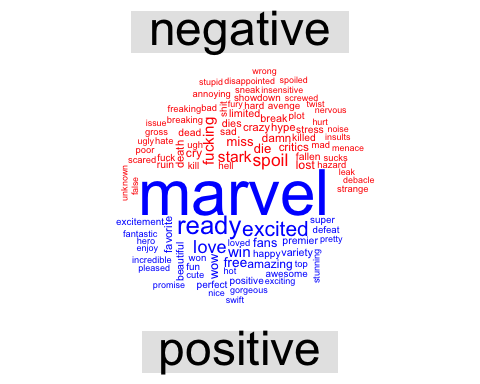 negative
wrong
stupid disappointed spoiled
annoying sneak insensitive
shit fury showdown screwed
freaking bad limited hard avenge twist
breaking dies break plot nervous
issue crazy hype hurt
gross dead sad stress noise
ugly hate ugh fucking miss damn killed insults
poor fuck cry die critics mad menace
scared ruin death stark spoil fallen sucks
kill hell lost hazard
leak
unknown false debacle
strange
marvel
excitement ready excited super
fantastic favorite defeat
hero love loved fans premier pretty
enjoy win happy variety
incredible beautiful won wow free amazing top stunning
pleased fun hot awesome
cute positive exciting
promise perfect gorgeous
nice
swift
positive